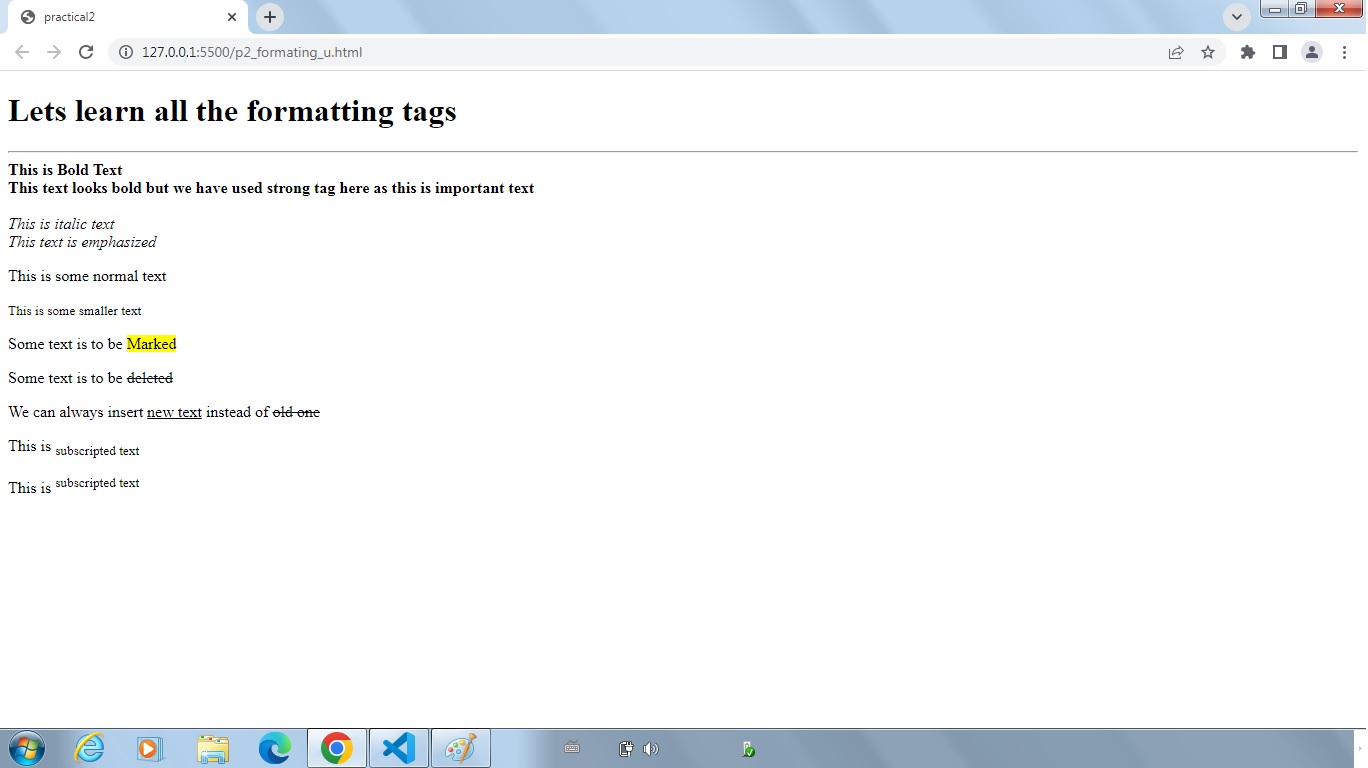 practical2
127.0.0.1:5500/p2_formating_u.html
Lets learn all the formatting tags
This is Bold Text
This text looks bold but we have used strong tag here as this is important text
This is italic text
This text is emphasized
This is some normal text
This is some smaller text
Some text is to be Marked
Some text is to be deleted
We can always insert new text instead of old one
This is subscripted text
This is subscripted text